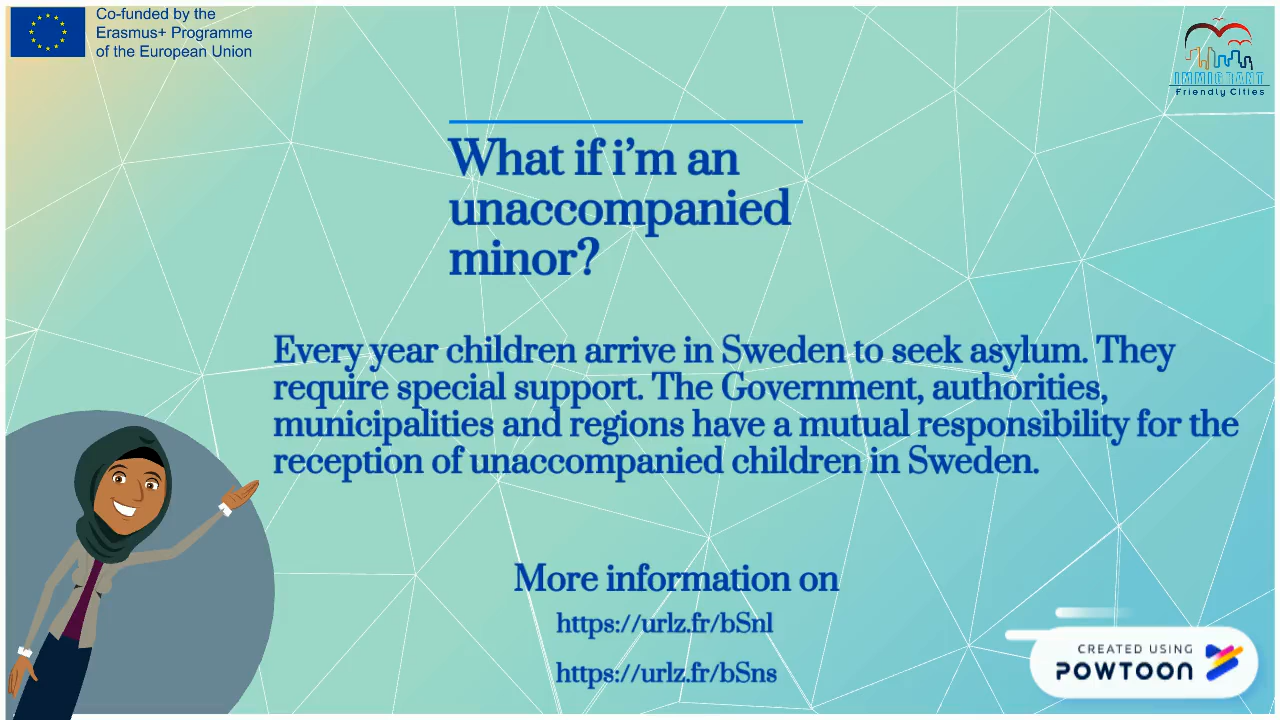 Co-funded by the
Erasmus+ Programme
of the European Union
IMMIGRANT
Friendly Cities
What if i’m an
unaccompanied
minor?
Every year children arrive in Sweden to seek asylum. They
require special support. The Government, authorities,
municipalities and regions have a mutual responsibility for the
reception of unaccompanied children in Sweden.
More information on
https://urlz.fr/bSnl
https://urlz.fr/bSns
CREATED USING
POWTOON